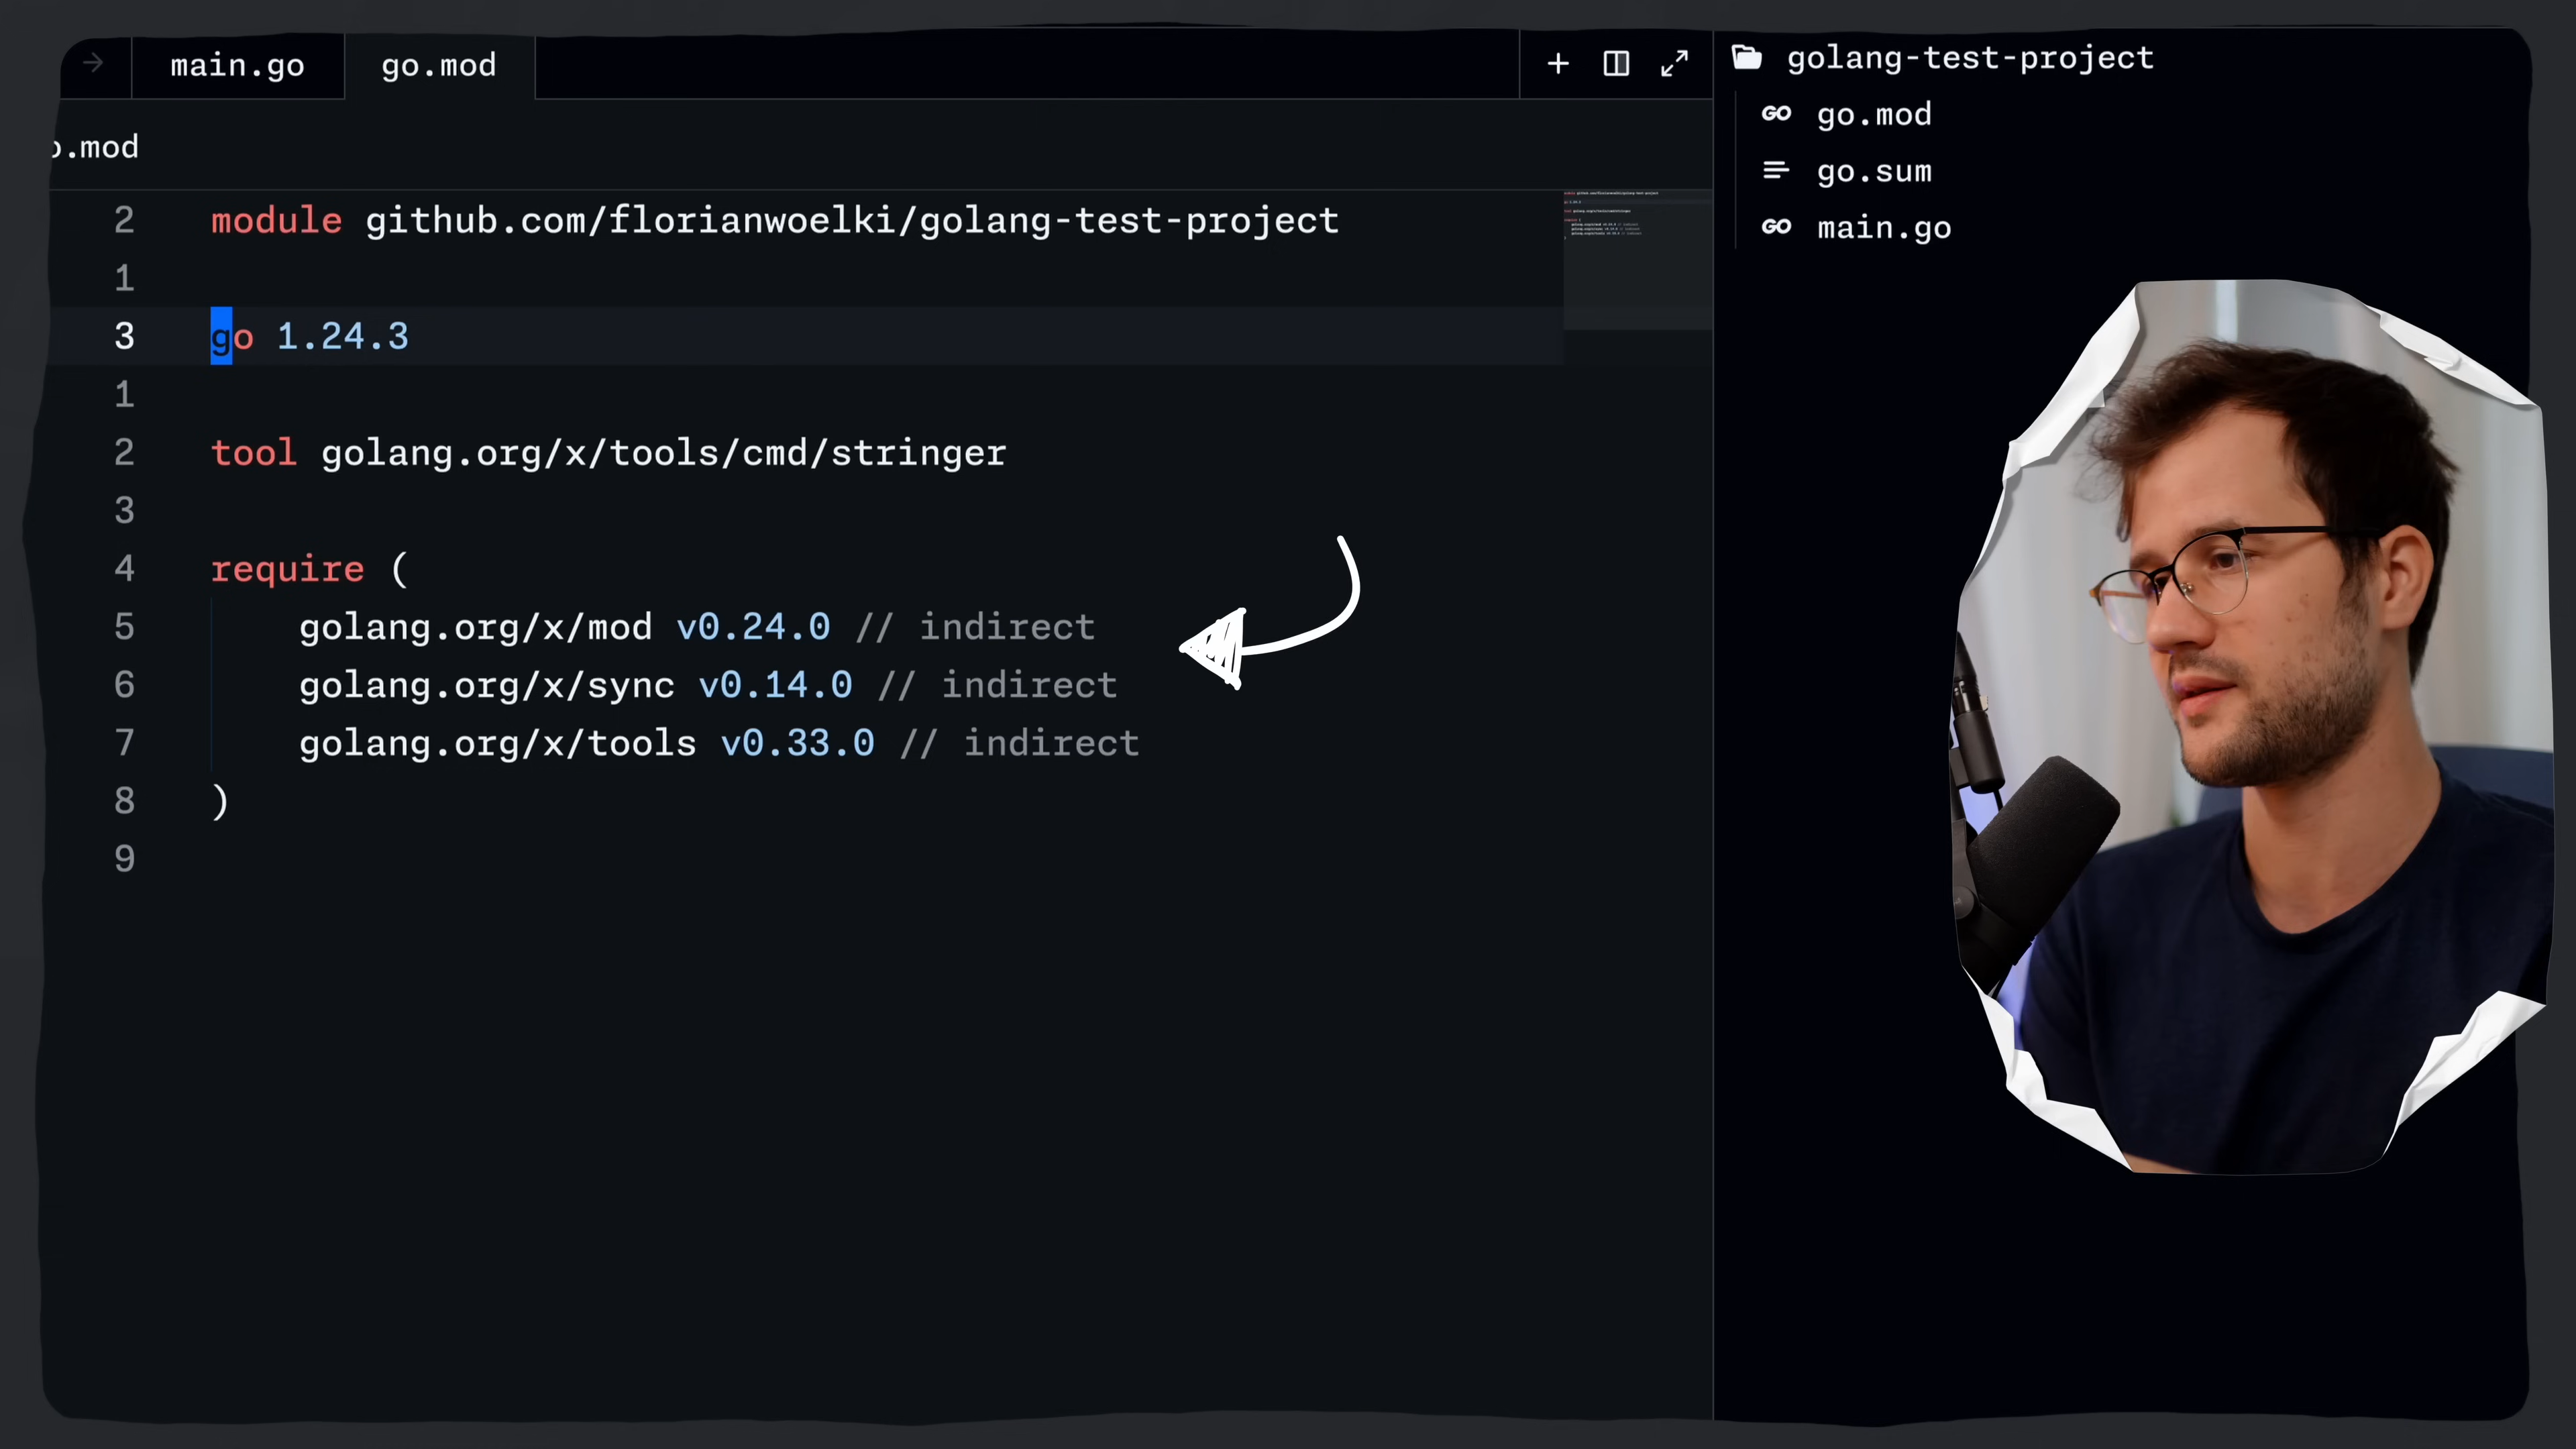 main.go go.mod
o.mod
2 module github.com/florianwoelki/golang-test-project
1
3 go 1.24.3
1
2 tool golang.org/x/tools/cmd/stringer
3
4 require (
5 golang.org/x/mod v0.24.0 // indirect
6 golang.org/x/sync v0.14.0 // indirect
7 golang.org/x/tools v0.33.0 // indirect
8 )
9
golang-test-project
GO go.mod
go.sum
GO main.go